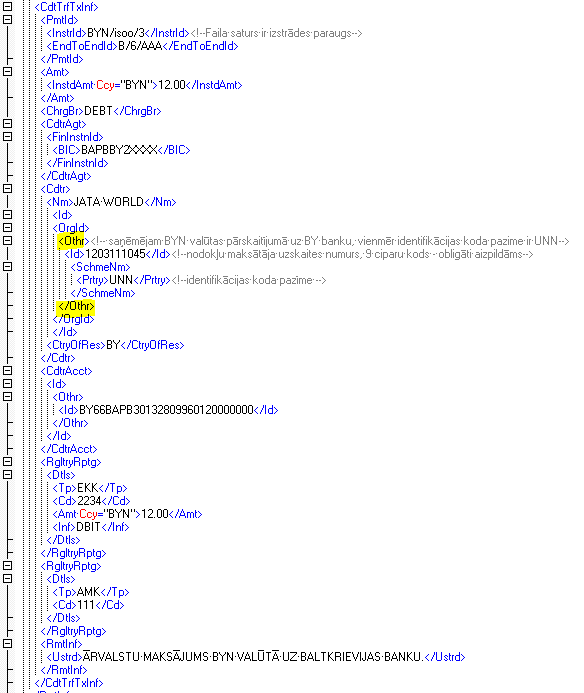 <CdtTrfTxInf>
<PmtId>
<InstrId>BYN/isoo/3</InstrId><!--Faila saturs ir izstrādes paraugs-->
<EndToEndId>B/6/AAA</EndToEndId>
</PmtId>
<Amt>
<InstdAmt Ccy="BYN">12.00</InstdAmt>
</Amt>
<ChrgBr>DEBT</ChrgBr>
<CdtrAgt>
<FinInstnId>
<BIC>BAPBBY2XXXX</BIC>
</FinInstnId>
</CdtrAgt>
<Cdtr>
<Nm>JATA WORLD</Nm>
<Id>
<OrgId>
<Othr><!-- saņēmējam BYN valūtas pārskaitījumā uz BY banku, vienmēr identifikācijas koda pazīme ir UNN-->
<Id>1203111045</Id><!--nodokļu maksātāja uzskaites numurs, 9 ciparu kods - obligāti aizpildāms-->
<SchmeNm>
<Prtry>UNN</Prtry><!--identifikācijas koda pazīme -->
</SchmeNm>
</Othr>
</OrgId>
</Id>
<CtryOfRes>BY</CtryOfRes>
</Cdtr>
<CdtrAcct>
<Id>
<Othr>
<Id>BY66BAPB30132809960120000000</Id>
</Othr>
</Id>
</CdtrAcct>
<RgltryRptg>
<Dtls>
<Tp>EKK</Tp>
<Cd>2234</Cd>
<Amt Ccy="BYN">12.00</Amt>
<Inf>DBIT</Inf>
</Dtls>
</RgltryRptg>
<RgltryRptg>
<Dtls>
<Tp>AMK</Tp>
<Cd>111</Cd>
</Dtls>
</RgltryRptg>
<RmtInf>
<Ustrd>ĀRVALSTU MAKSĀJUMS BYN VALŪTĀ UZ BALTKRIEVIJAS BANKU.</Ustrd>
</RmtInf>
</CdtTrfTxInf>